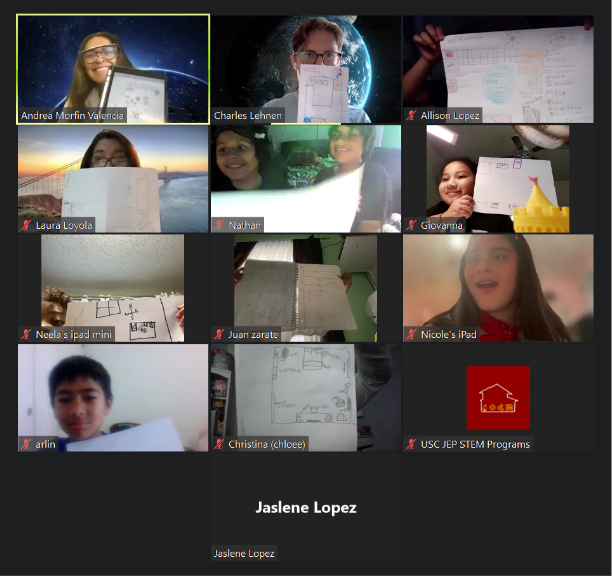 Andrea Morfin Valencia
Charles Lehnen
Allison Lopez
Laura Loyola
Nathan
Giovanna
Neela's ipad mini
Juan zarate
Nicole's iPad
arlin
Christina (chloee)
USC JEP STEM Programs
Jaslene Lopez
Jaslene Lopez